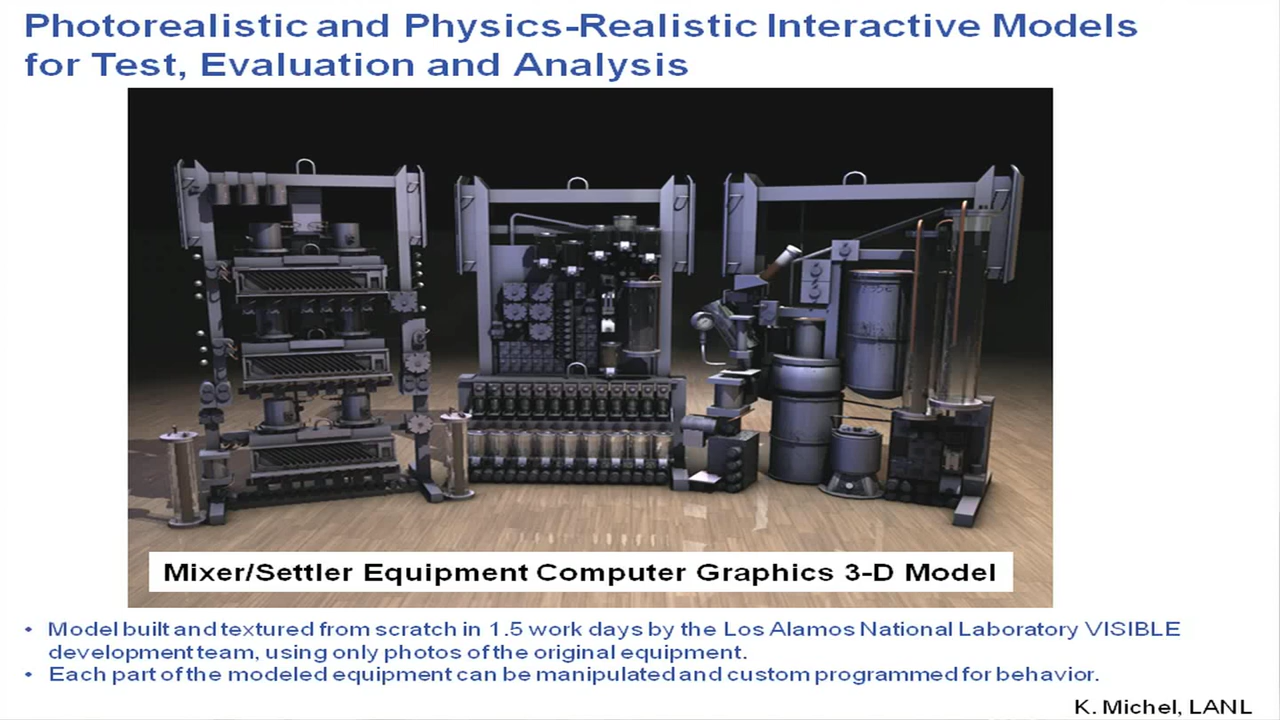 Photorealistic and Physics-Realistic Interactive Models
for Test, Evaluation and Analysis
Mixer/Settler Equipment Computer Graphics 3-D Model
• Model built and textured from scratch in 1.5 work days by the Los Alamos National Laboratory VISIBLE
development team, using only photos of the original equipment.
• Each part of the modeled equipment can be manipulated and custom programmed for behavior.
K. Michel, LANL